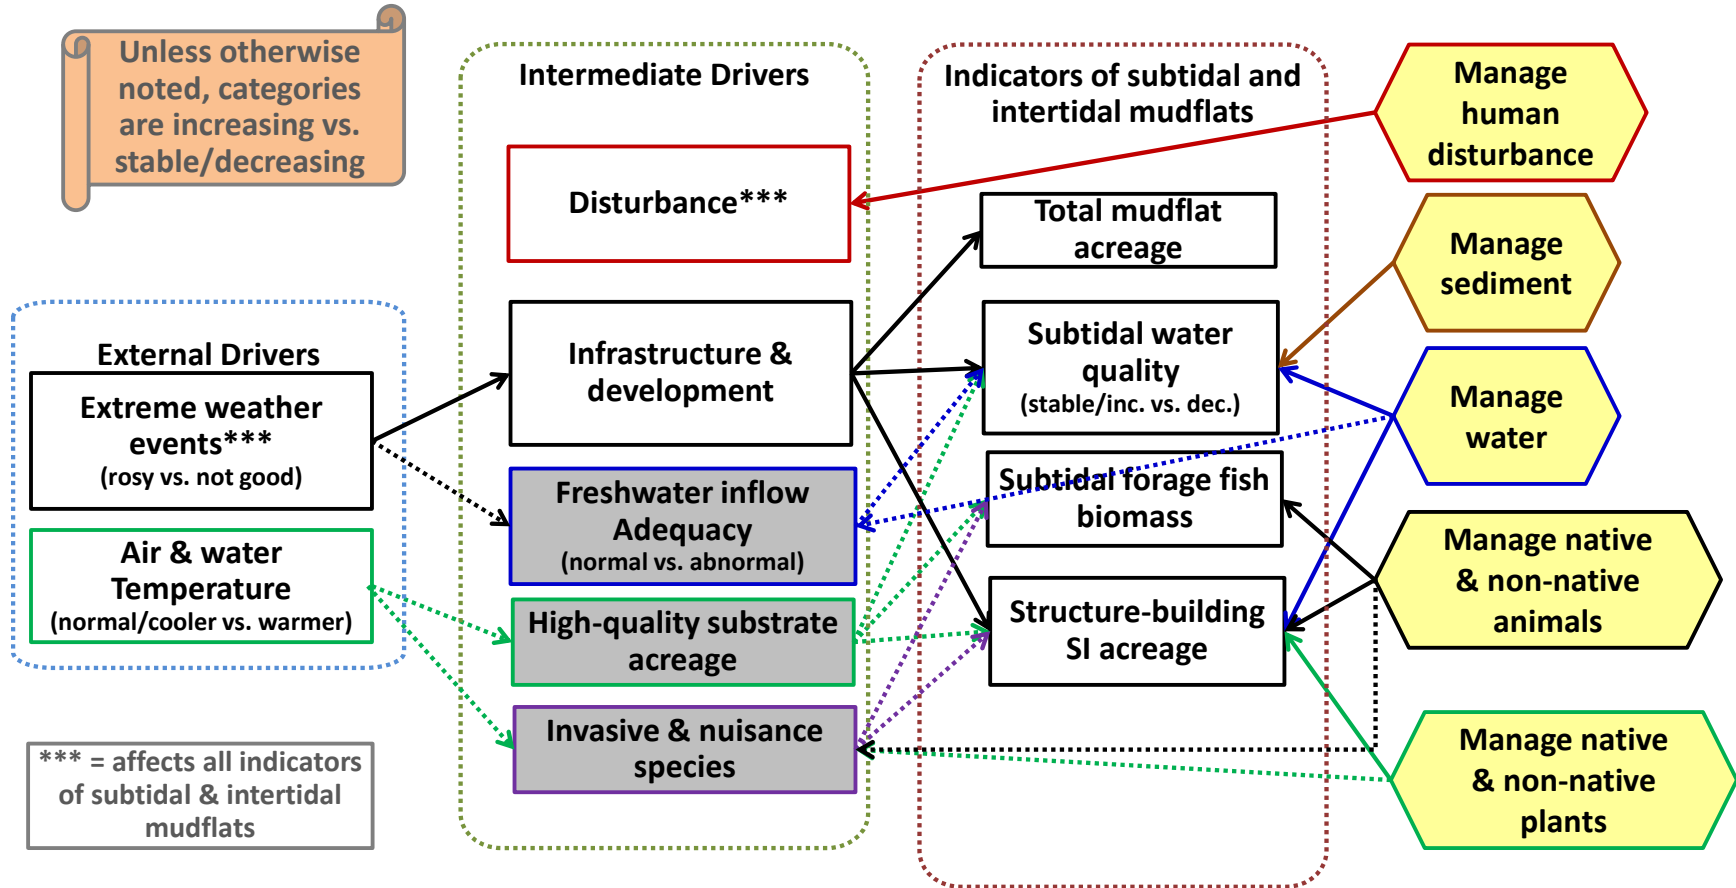 Unless otherwise
noted, categories
are increasing vs.
stable/decreasing
External Drivers
Extreme weather
events***
(rosy vs. not good)
Air & water
Temperature
(normal/cooler vs. warmer)
*** = affects all indicators
of subtidal & intertidal
mudflats
Intermediate Drivers
Disturbance***
Infrastructure &
development
Freshwater inflow
Adequacy
(normal vs. abnormal)
High-quality substrate
acreage
Invasive & nuisance
species
Indicators of subtidal and
intertidal mudflats
Total mudflat
acreage
Subtidal water
quality
(stable/inc. vs. dec.)
Subtidal forage fish
biomass
Structure-building
SI acreage
Manage
human
disturbance
Manage
sediment
Manage
water
Manage native
& non-native
animals
Manage native
& non-native
plants